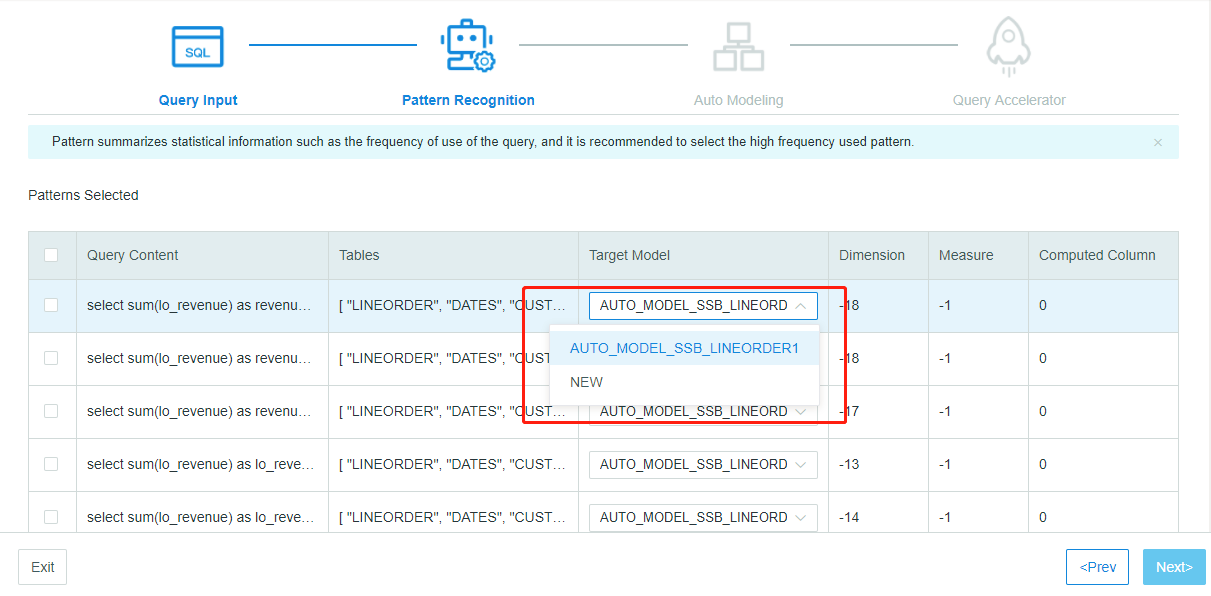 SQL
Query Input Pattern Recognition Auto Modeling Query Accelerator
Pattern summarizes statistical information such as the frequency of use of the query, and it is recommended to select the high frequency used pattern.
Patterns Selected
Query Content Tables Target Model Dimension Measure Computed Column
select sum(lo_revenue) as revenu... [ "LINEORDER", "DATES", "CUST... AUTO_MODEL_SSB_LINEORD -18 -1 0
AUTO_MODEL_SSB_LINEORDER1
select sum(lo_revenue) as revenu... [ "LINEORDER", "DATES", "CUST -18 -1 0
NEW
select sum(lo_revenue) as revenu... [ "LINEORDER", "DATES", "CUST... AUTO_MODEL_SSB_LINEORD -17 -1 0
select sum(lo_revenue) as lo_reve... [ "LINEORDER", "DATES", "CUST... AUTO_MODEL_SSB_LINEORD -13 -1 0
select sum(lo_revenue) as lo_reve... [ "LINEORDER", "DATES", "CUST... AUTO_MODEL_SSB_LINEORD -14 -1 0
Exit <Prev Next>